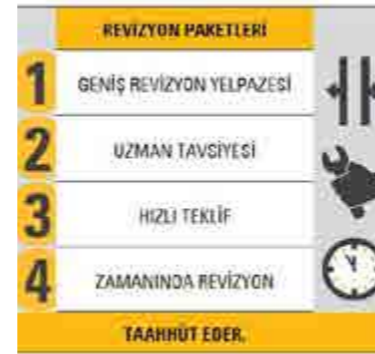 REVİZYON PAKETLERİ
1 GENİŞ REVİZYON YELPAZESİ
2 UZMAN TAVSİYESİ
3 HIZLI TEKLİF
4 ZAMANINDA REVİZYON
TAAHHÜT EDER.